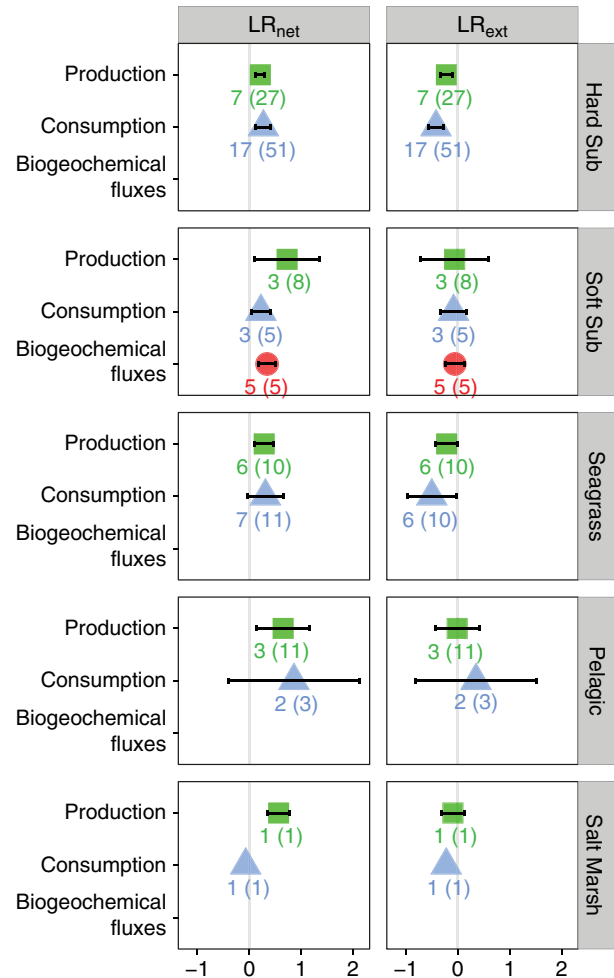 LRnet LRext
Production 7 (27) 7 (27)
Consumption 17 (51) 17 (51)
Biogeochemical
fluxes
Hard Sub
Production 3 (8) 3 (8)
Consumption 3 (5) 3 (5)
Biogeochemical
fluxes 5 (5) 5 (5)
Soft Sub
Production 6 (10) 6 (10)
Consumption 7 (11) 6 (10)
Biogeochemical
fluxes
Seagrass
Production 3 (11) 3 (11)
Consumption 2 (3) 2 (3)
Biogeochemical
fluxes
Pelagic
Production 1 (1) 1 (1)
Consumption 1 (1) 1 (1)
Biogeochemical
fluxes
Salt Marsh
−1 0 1 2 −1 0 1 2